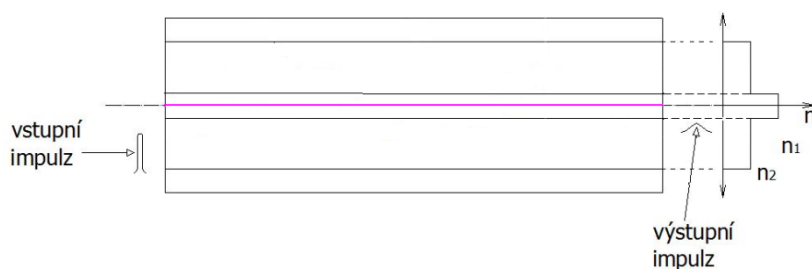 vstupní
impulz
n
n1
n2
výstupní
impulz